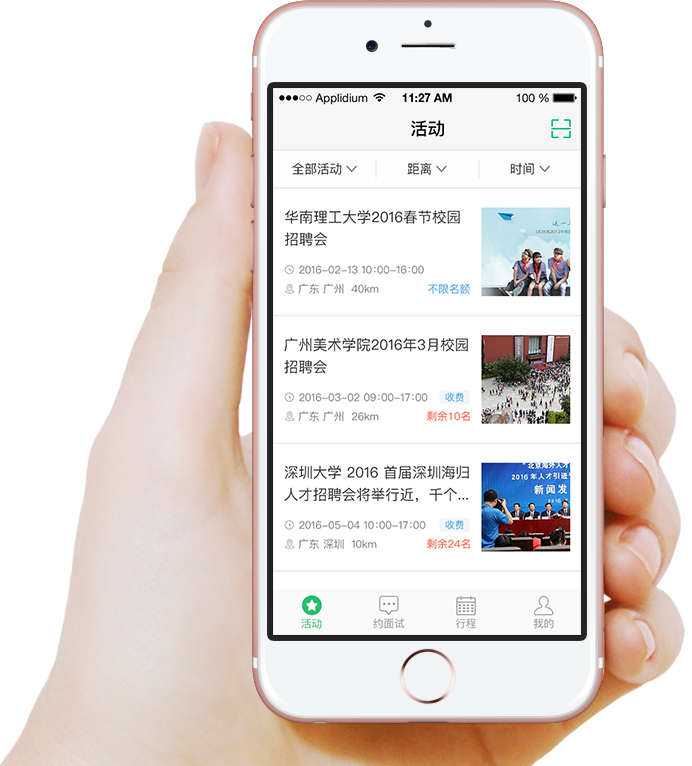 Applidium 11:27 AM 100 %
活动
全部活动 距离 时间
华南理工大学2016春节校园
招聘会
2016-02-13 10:00-16:00
广东 广州 40km 不限名额
广州美术学院2016年3月校园
招聘会
2016-03-02 09:00-17:00 收费
广东 广州 26km 剩余10名
深圳大学 2016 首届深圳海归
人才招聘会将举行近，千个...
2016-05-04 10:00-17:00 收费
广东 深圳 10km 剩余24名
北京海外人才
2016 年人才引进
新闻发
活动 约面试 行程 我的